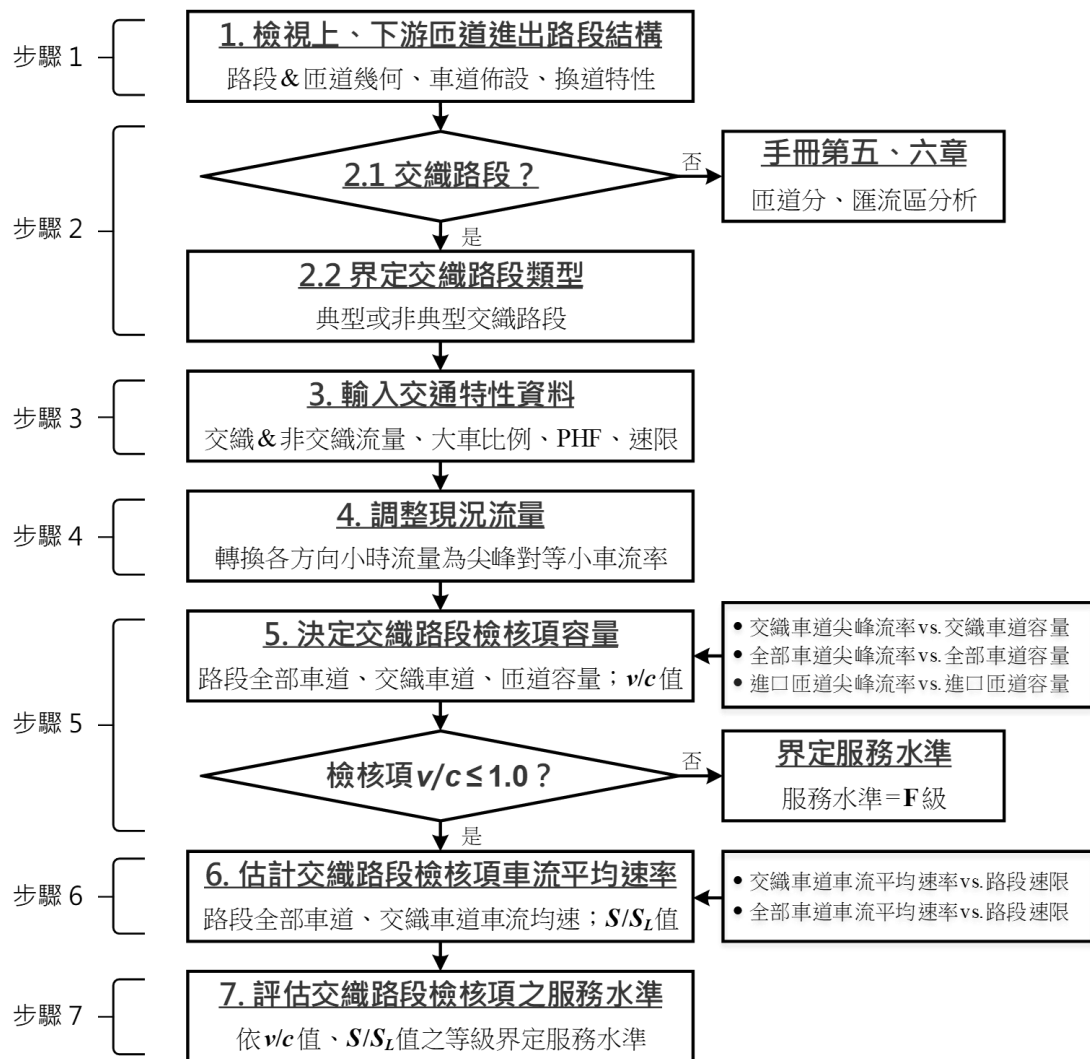 步驟 1
1. 檢視上、下游匝道進出路段結構
路段&匝道幾何、車道佈設、換道特性
步驟 2
2.1 交織路段？
否
手冊第五、六章
匝道分、匯流區分析
是
2.2 界定交織路段類型
典型或非典型交織路段
步驟 3
3. 輸入交通特性資料
交織&非交織流量、大車比例、PHF、速限
步驟 4
4. 調整現況流量
轉換各方向小時流量為尖峰對等小車流率
步驟 5
5. 決定交織路段檢核項容量
路段全部車道、交織車道、匝道容量；v/c值
• 交織車道尖峰流率vs.交織車道容量
• 全部車道尖峰流率vs.全部車道容量
• 進口匝道尖峰流率vs.進口匝道容量
檢核項v/c≤1.0？
否
界定服務水準
服務水準=F級
是
步驟 6
6. 估計交織路段檢核項車流平均速率
路段全部車道、交織車道車流均速；S/SL值
• 交織車道車流平均速率vs.路段速限
• 全部車道車流平均速率vs.路段速限
步驟 7
7. 評估交織路段檢核項之服務水準
依v/c值、S/SL值之等級界定服務水準